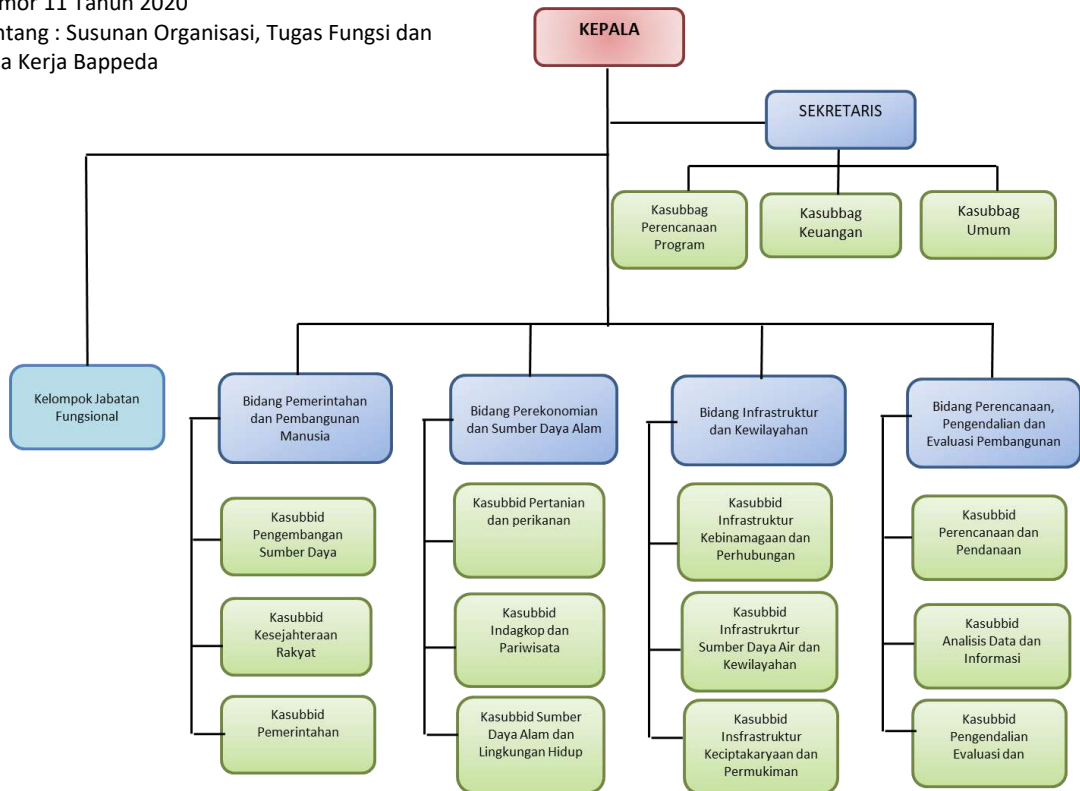 Nomor 11 Tahun 2020
Tentang : Susunan Organisasi, Tugas Fungsi dan
Kerja Bappeda
KEPALA
SEKRETARIS
Kasubbag
Perencanaan
Program
Kasubbag
Keuangan
Kasubbag
Umum
Kelompok Jabatan
Fungsional
Bidang Pemerintahan
dan Pembangunan
Manusia
Bidang Perekonomian
dan Sumber Daya Alam
Bidang Infrastruktur
dan Kewilayahan
Bidang Perencanaan,
Pengendalian dan
Evaluasi Pembangunan
Kasubbid
Pengembangan
Sumber Daya
Kasubbid Pertanian
dan perikanan
Kasubbid
Infrastruktur
Kebinamagaan dan
Perhubungan
Kasubbid
Perencanaan dan
Pendanaan
Kasubbid
Kesejahteraan
Rakyat
Kasubbid
Indagkop dan
Pariwisata
Kasubbid
Infrastrukrtur
Sumber Daya Air dan
Kewilayahan
Kasubbid
Analisis Data dan
Informasi
Kasubbid
Pemerintahan
Kasubbid Sumber
Daya Alam dan
Lingkungan Hidup
Kasubbid
Insfrastruktur
Keciptakaryaan dan
Permukiman
Kasubbid
Pengendalian
Evaluasi dan